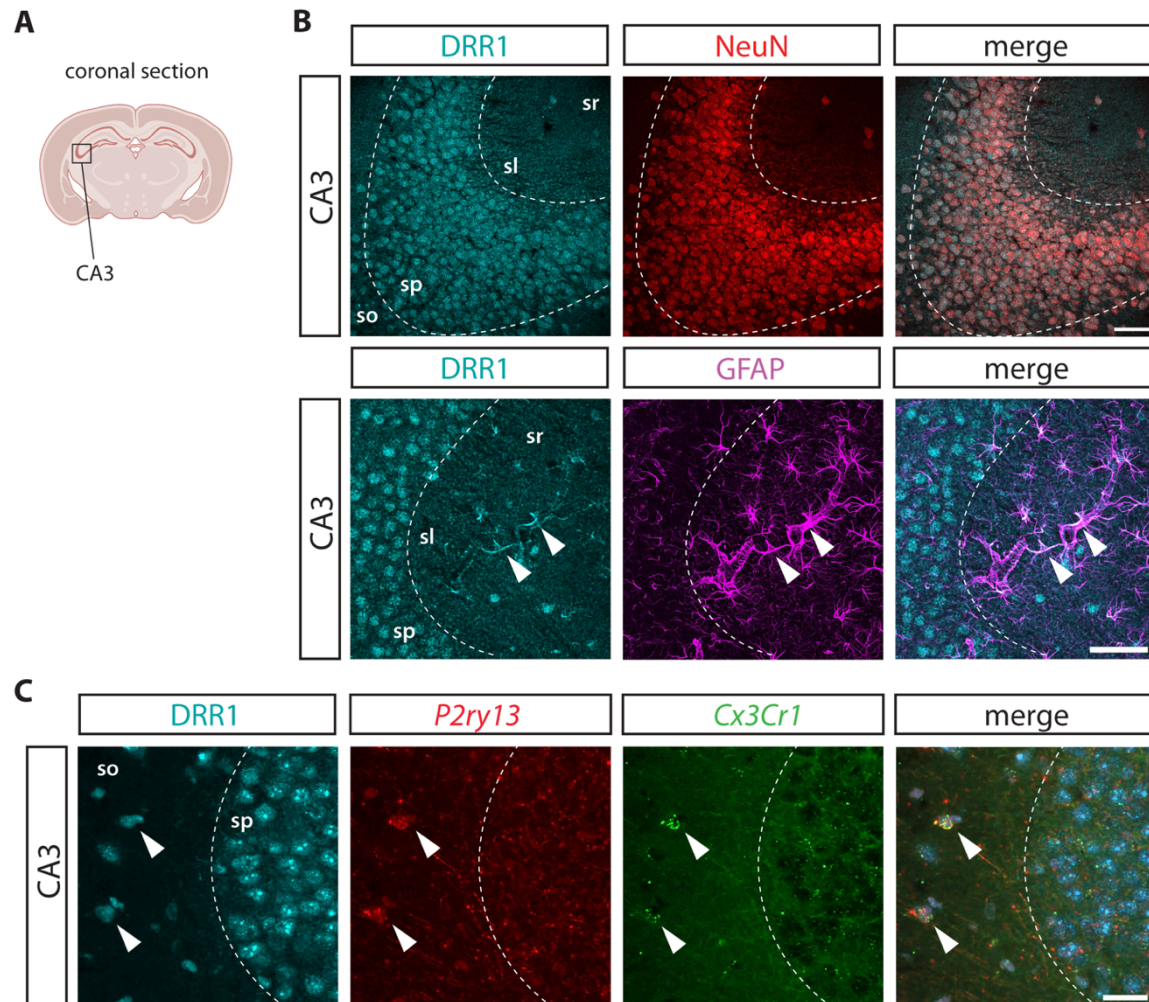 A
coronal section
CA3
B
DRR1
NeuN
merge
CA3
sr
sl
sp
so
DRR1
GFAP
merge
CA3
sr
sl
sp
C
DRR1
P2ry13
Cx3Cr1
merge
CA3
so
sp